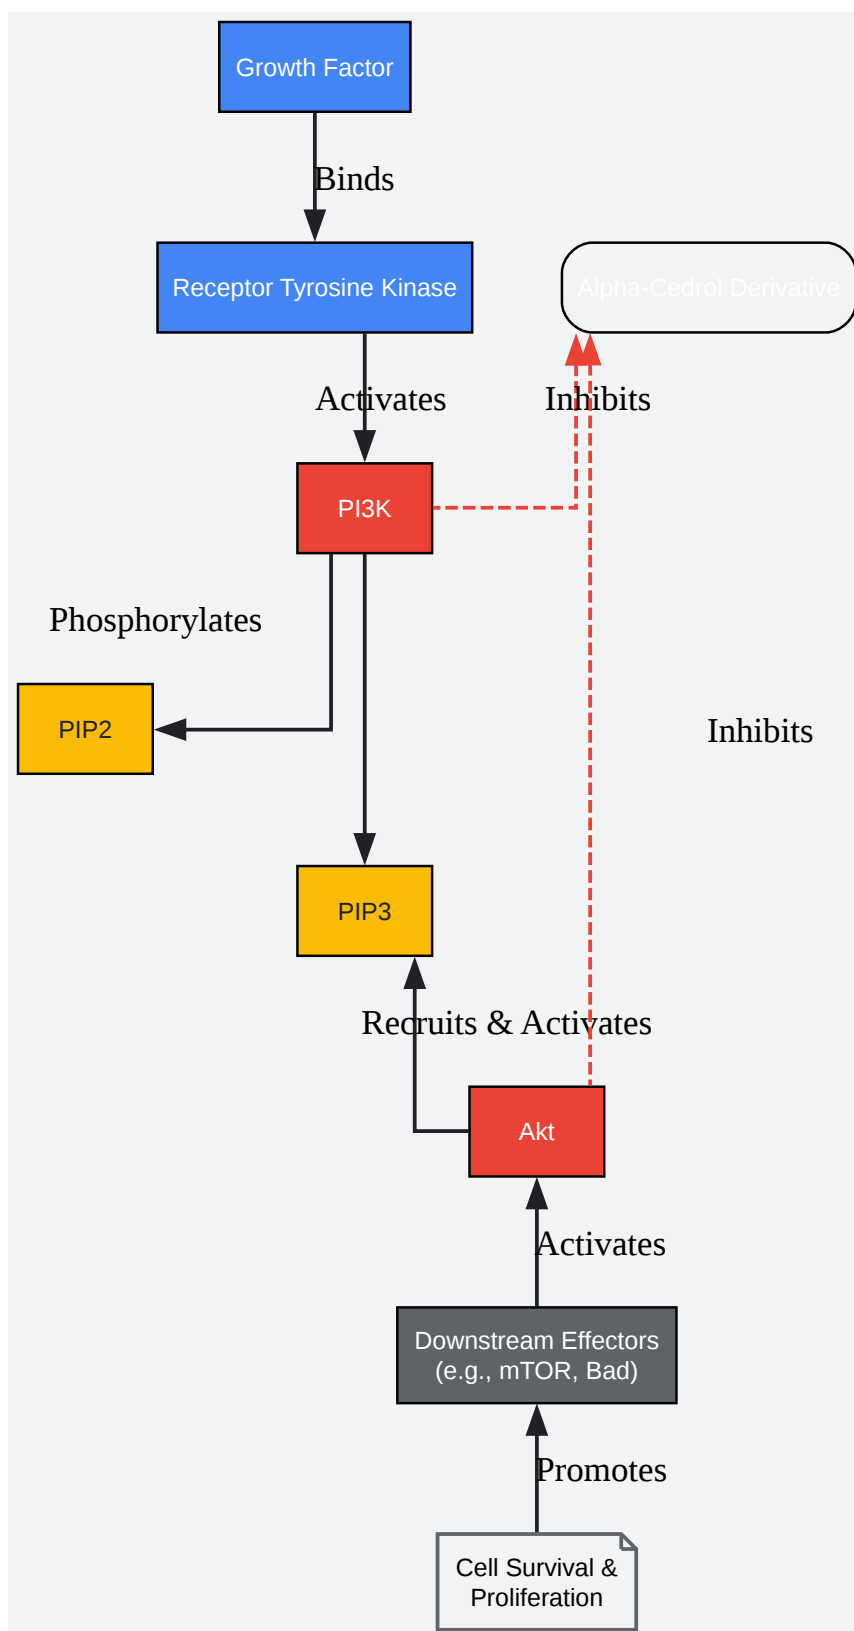 Growth Factor
Binds
Receptor Tyrosine Kinase
Alpha-Cedrol Derivative
Activates
Inhibits
PI3K
Phosphorylates
PIP2
Inhibits
PIP3
Recruits & Activates
Akt
Activates
Downstream Effectors
(e.g., mTOR, Bad)
Promotes
Cell Survival &
Proliferation